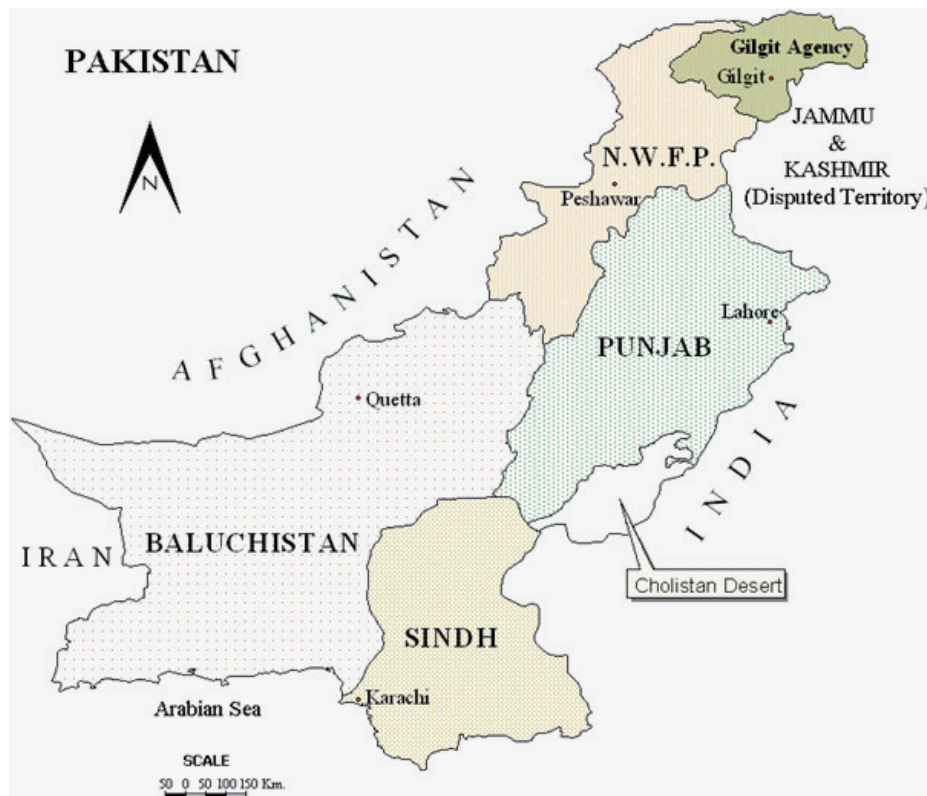 PAKISTAN
Gilgit Agency
Gilgit
JAMMU
&
KASHMIR
(Disputed Territory)
N
N.W.F.P.
Peshawar
AFGHANISTAN
Lahore
PUNJAB
Quetta
INDIA
IRAN
BALUCHISTAN
Cholistan Desert
SINDH
Karachi
Arabian Sea
SCALE
50 0 50 100 150 Km.